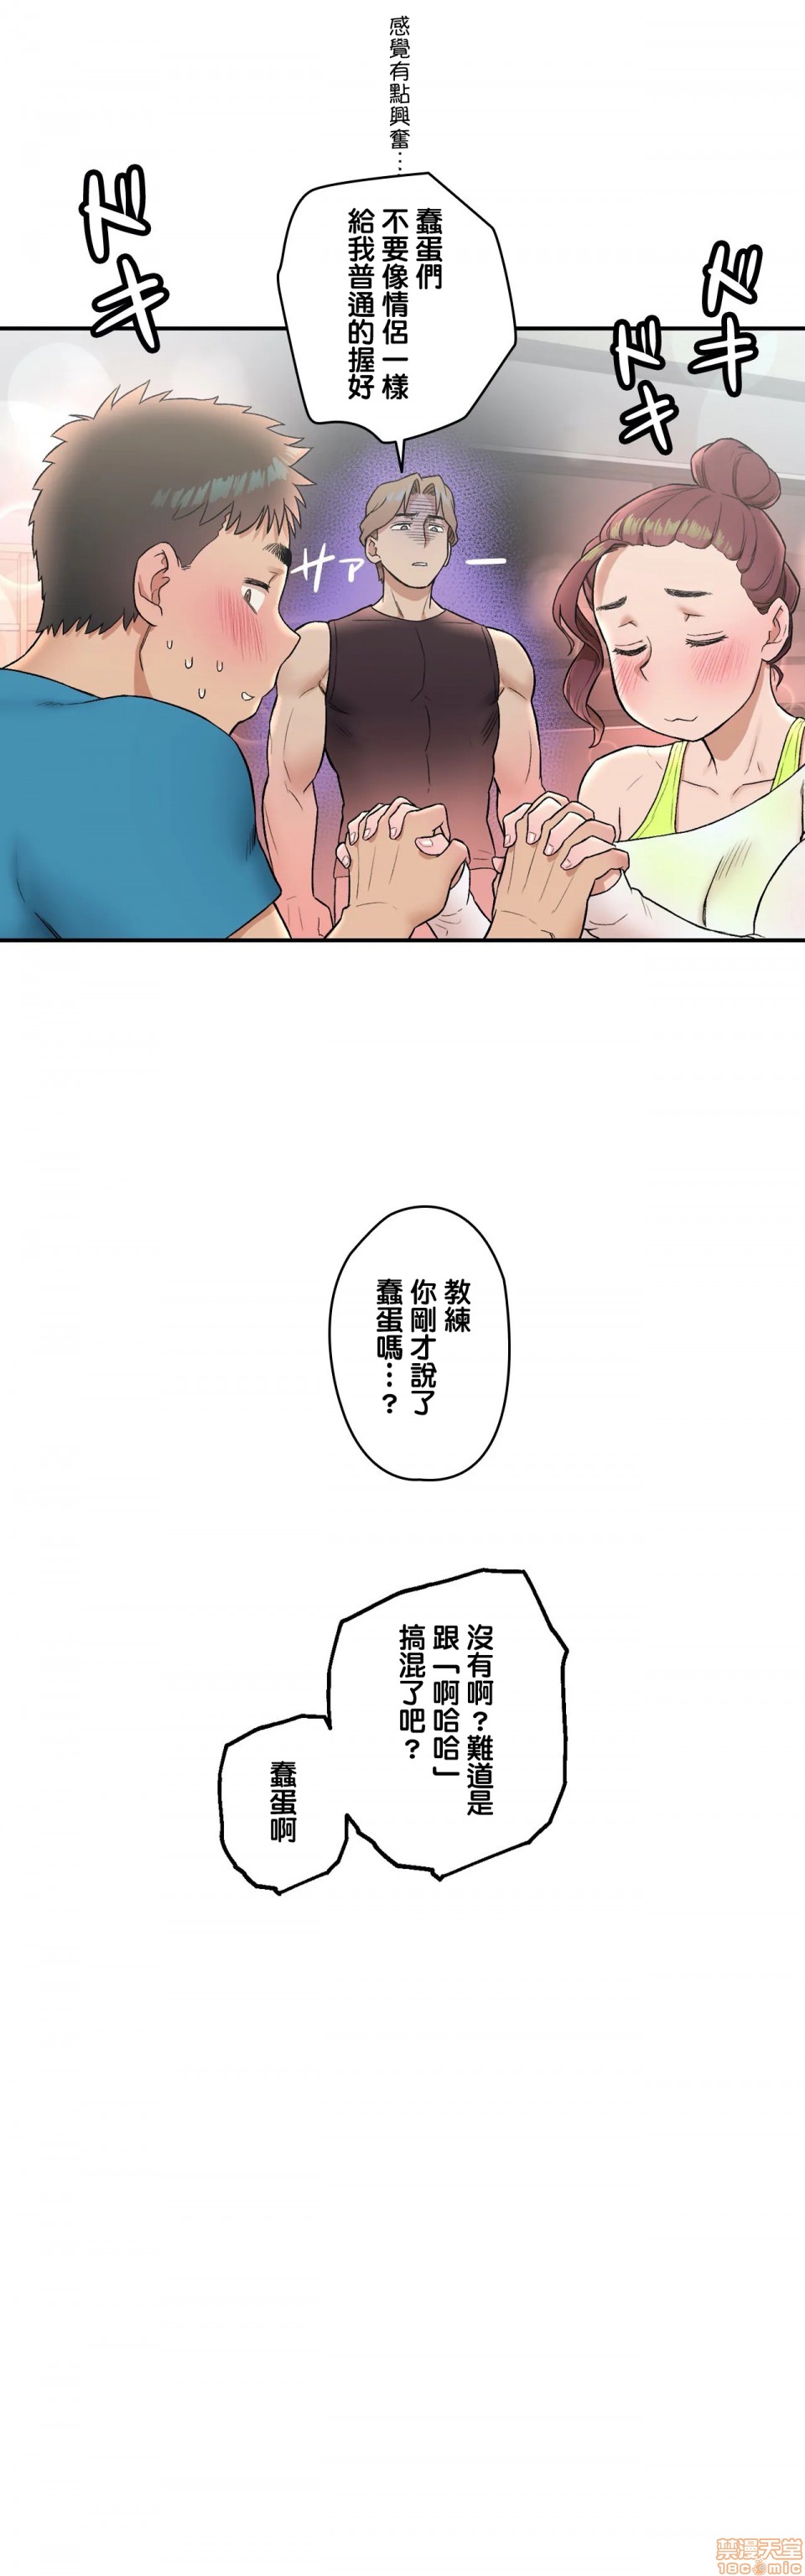 感覺有點興奮…
ドキ
蠢蛋們
不要像情侶一樣
給我普通的握好
ドキ
ドキ
サァー
教練
你剛才說了
蠢蛋嗎…?
沒有啊?難道是
跟「啊哈哈」
搞混了吧?
蠢蛋啊
禁漫天堂
18comic